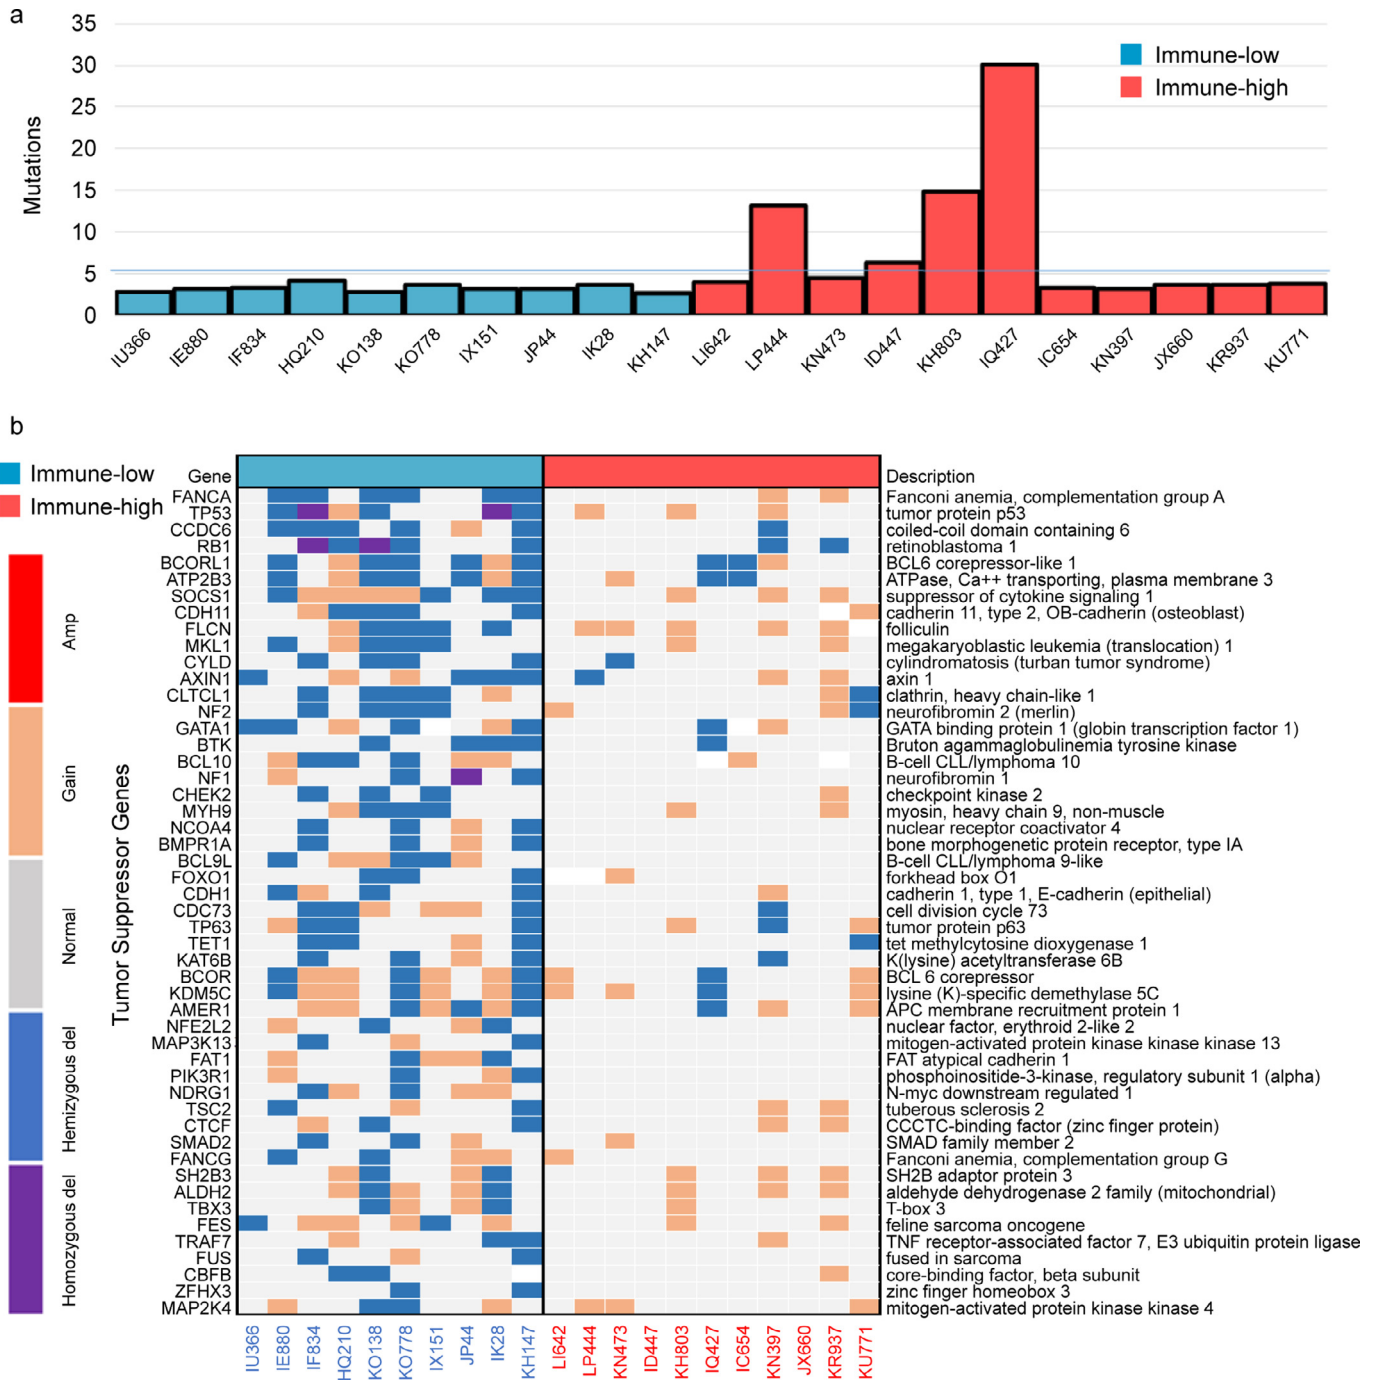 a
35
30
25
20
15
10
5
0
Mutations
Immune-low
Immune-high
IU366 IE880 IF834 HQ210 KO138 KO778 IX151 JP44 IK28 KH147 LI642 LP444 KN473 ID447 KH803 IQ427 IC654 KN397 JX660 KR937 KU771
b
Immune-low
Immune-high
Amp
Gain
Normal
Hemizygous del
Homozygous del
Tumor Suppressor Genes
Gene Description
FANCA Fanconi anemia, complementation group A
TP53 tumor protein p53
CCDC6 coiled-coil domain containing 6
RB1 retinoblastoma 1
BCORL1 BCL6 corepressor-like 1
ATP2B3 ATPase, Ca++ transporting, plasma membrane 3
SOCS1 suppressor of cytokine signaling 1
CDH11 cadherin 11, type 2, OB-cadherin (osteoblast)
FLCN folliculin
MKL1 megakaryoblastic leukemia (translocation) 1
CYLD cylindromatosis (turban tumor syndrome)
AXIN1 axin 1
CLTCL1 clathrin, heavy chain-like 1
NF2 neurofibromin 2 (merlin)
GATA1 GATA binding protein 1 (globin transcription factor 1)
BTK Bruton agammaglobulinemia tyrosine kinase
BCL10 B-cell CLL/lymphoma 10
NF1 neurofibromin 1
CHEK2 checkpoint kinase 2
MYH9 myosin, heavy chain 9, non-muscle
NCOA4 nuclear receptor coactivator 4
BMPR1A bone morphogenetic protein receptor, type IA
BCL9L B-cell CLL/lymphoma 9-like
FOXO1 forkhead box O1
CDH1 cadherin 1, type 1, E-cadherin (epithelial)
CDC73 cell division cycle 73
TP63 tumor protein p63
TET1 tet methylcytosine dioxygenase 1
KAT6B K(lysine) acetyltransferase 6B
BCOR BCL 6 corepressor
KDM5C lysine (K)-specific demethylase 5C
AMER1 APC membrane recruitment protein 1
NFE2L2 nuclear factor, erythroid 2-like 2
MAP3K13 mitogen-activated protein kinase kinase kinase 13
FAT1 FAT atypical cadherin 1
PIK3R1 phosphoinositide-3-kinase, regulatory subunit 1 (alpha)
NDRG1 N-myc downstream regulated 1
TSC2 tuberous sclerosis 2
CTCF CCCTC-binding factor (zinc finger protein)
SMAD2 SMAD family member 2
FANCG Fanconi anemia, complementation group G
SH2B3 SH2B adaptor protein 3
ALDH2 aldehyde dehydrogenase 2 family (mitochondrial)
TBX3 T-box 3
FES feline sarcoma oncogene
TRAF7 TNF receptor-associated factor 7, E3 ubiquitin protein ligase
FUS fused in sarcoma
CBFB core-binding factor, beta subunit
ZFHX3 zinc finger homeobox 3
MAP2K4 mitogen-activated protein kinase kinase 4
IU366 IE880 IF834 HQ210 KO138 KO778 IX151 JP44 IK28 KH147 LI642 LP444 KN473 ID447 KH803 IQ427 IC654 KN397 JX660 KR937 KU771